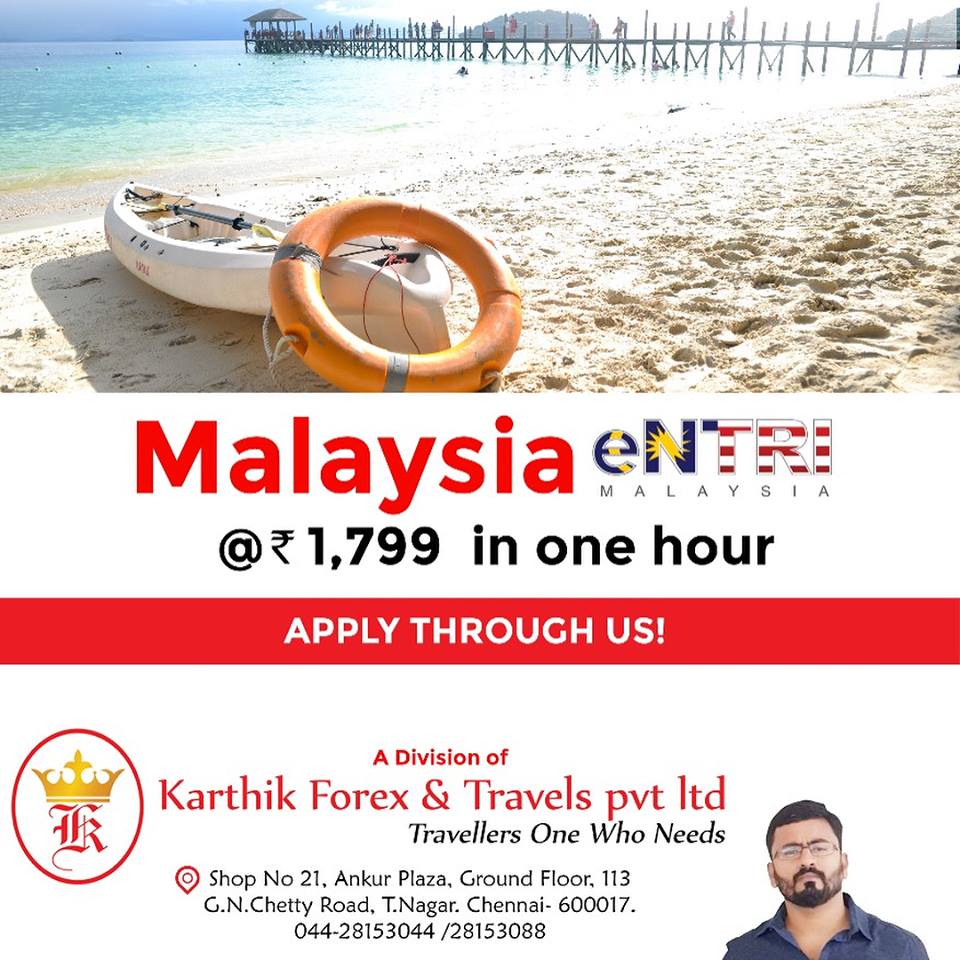 Malaysia eNTRI
MALAYSIA
@ ₹ 1,799 in one hour
APPLY THROUGH US!
A Division of
Karthik Forex & Travels pvt ltd
K
Travellers One Who Needs
Shop No 21, Ankur Plaza, Ground Floor, 113
G.N.Chetty Road, T.Nagar. Chennai- 600017.
044-28153044 /28153088